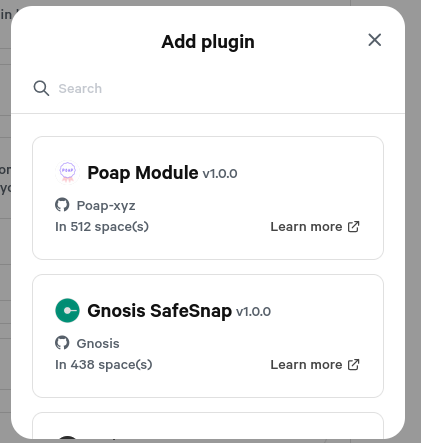 Add plugin
Search
Poap Module v1.0.0
Poap-xyz
In 512 space(s)
Learn more
Gnosis SafeSnap v1.0.0
Gnosis
In 438 space(s)
Learn more